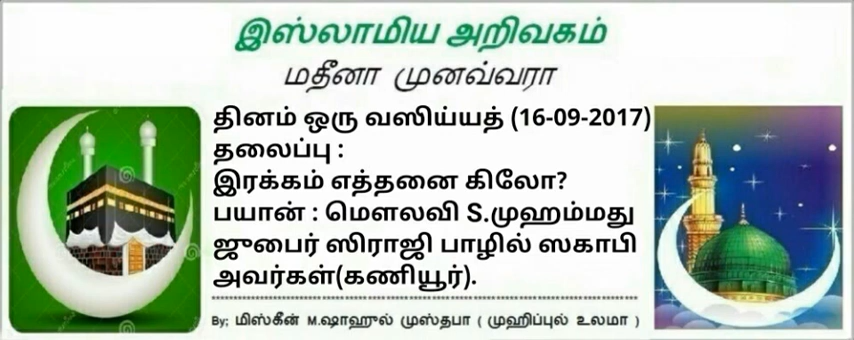 இஸ்லாமிய அறிவகம்
மதீனா முனவ்வரா
தினம் ஒரு வஸிய்யத் (16-09-2017)
தலைப்பு :
இரக்கம் எத்தனை கிலோ?
பயான் : மௌலவி S.முஹம்மது
ஜுபைர் ஸிராஜி பாழில் ஸகாபி
அவர்கள்(கணியூர்).
By; மிஸ்கீன் M.ஷாஹுல் முஸ்தபா ( முஹிப்புல் உலமா )